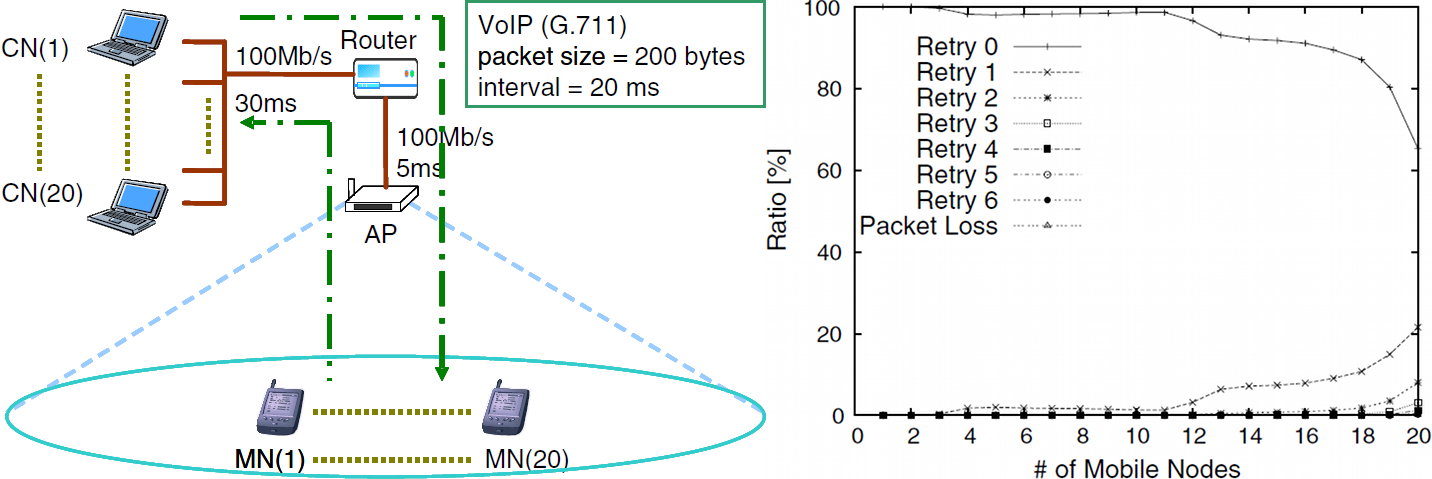 CN(1)
CN(20)
100Mb/s
30ms
Router
100Mb/s
5ms
AP
MN(1)
MN(20)
VoIP (G.711)
packet size = 200 bytes
interval = 20 ms
Ratio [%]
100
80
60
40
20
0
Retry 0
Retry 1
Retry 2
Retry 3
Retry 4
Retry 5
Retry 6
Packet Loss
0 2 4 6 8 10 12 14 16 18 20
# of Mobile Nodes